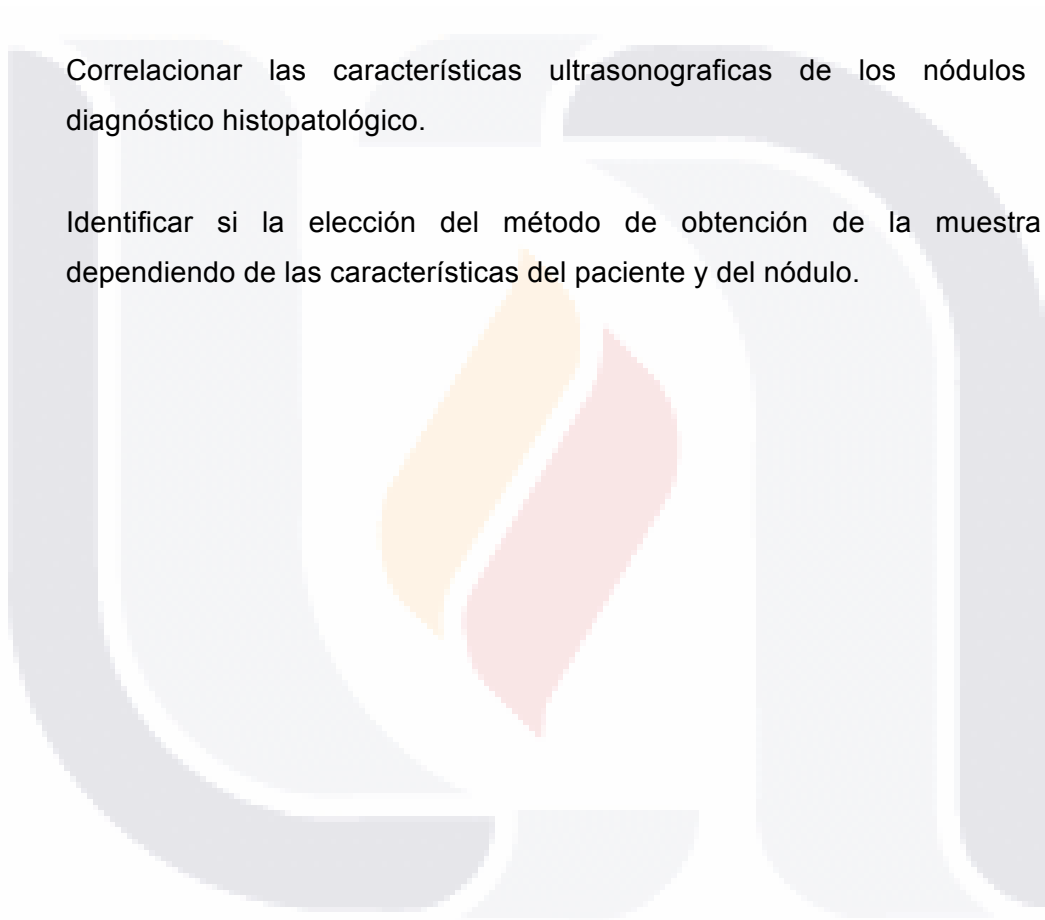 Correlacionar las características ultrasonograficas de los nódulos
diagnóstico histopatológico.
Identificar si la elección del método de obtención de la muestra
dependiendo de las características del paciente y del nódulo.